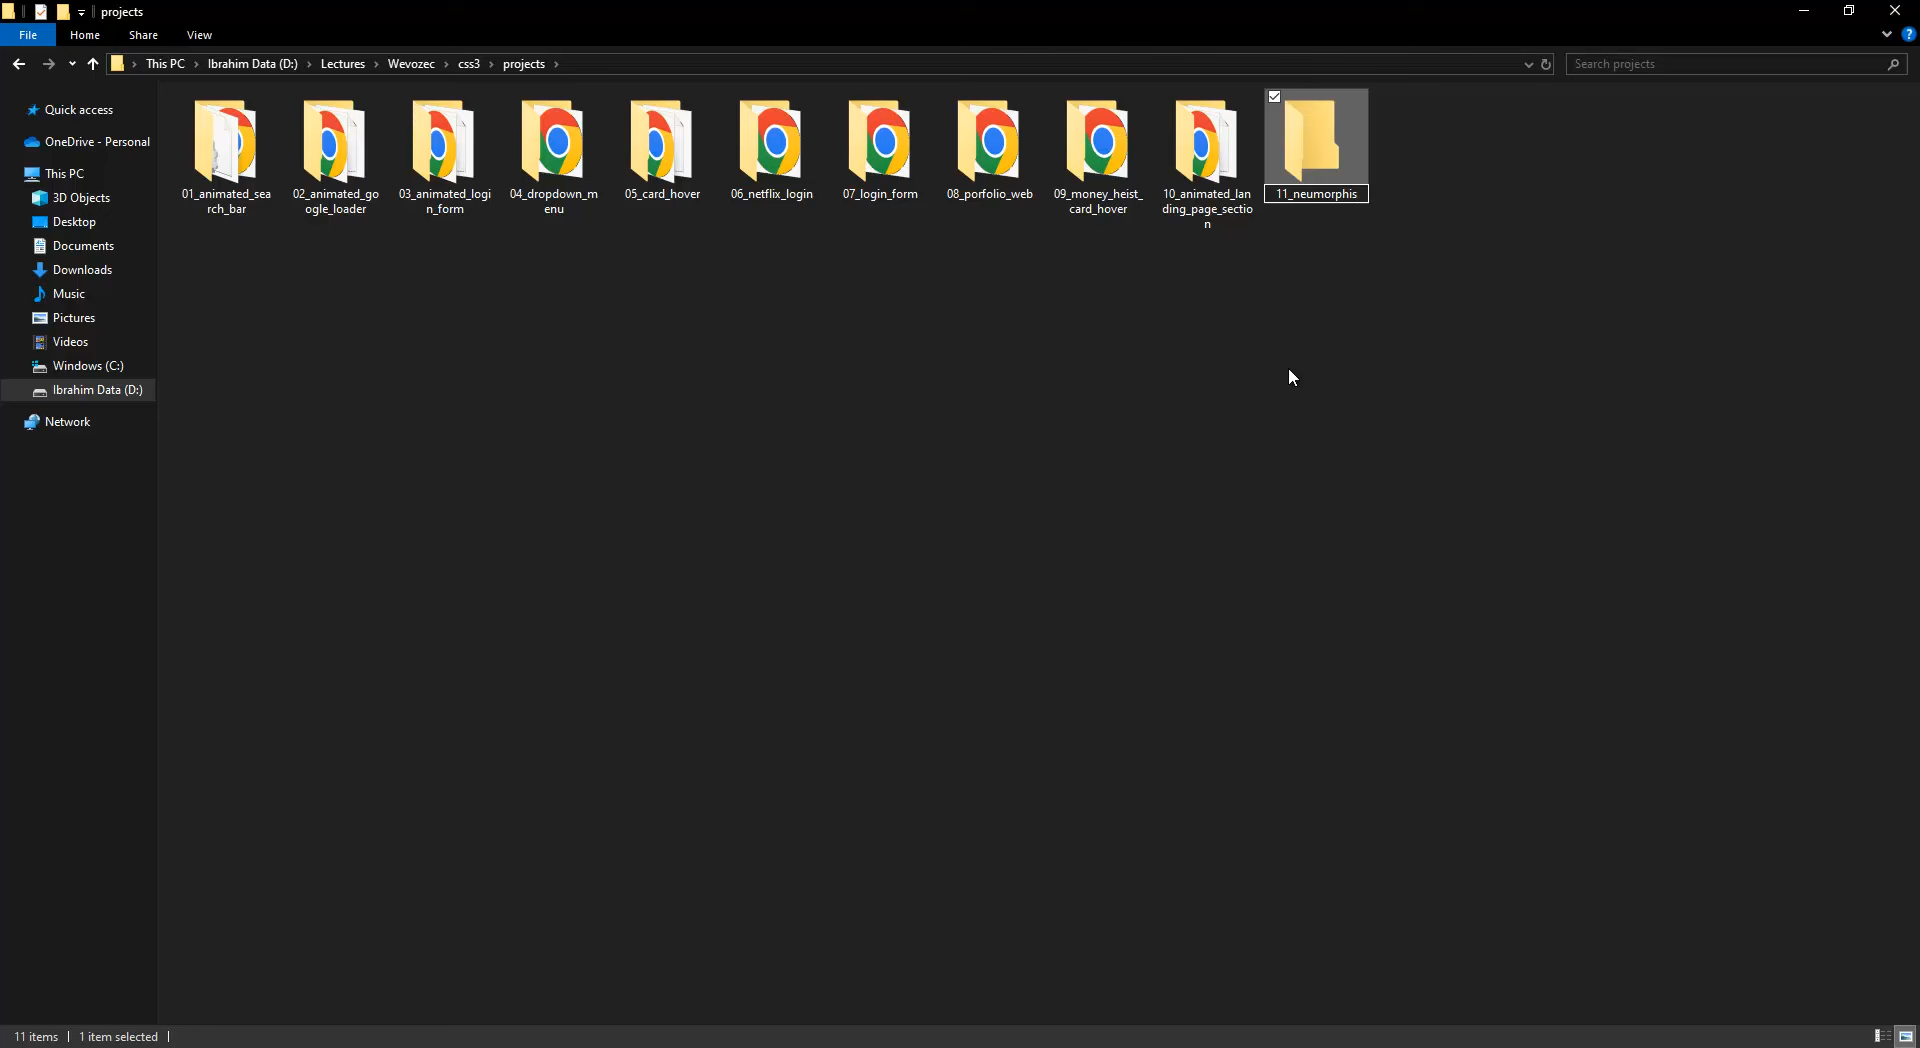 projects
File Home Share View
This PC Ibrahim Data (D:) Lectures Wevozec css3 projects
Search projects
Quick access
OneDrive - Personal
This PC
3D Objects
Desktop
Documents
Downloads
Music
Pictures
Videos
Windows (C:)
Ibrahim Data (D:)
Network
01_animated_sea
rch_bar
02_animated_go
ogle_loader
03_animated_logi
n_form
04_dropdown_m
enu
05_card_hover
06_netflix_login
07_login_form
08_porfolio_web
09_money_heist_
card_hover
10_animated_lan
ding_page_sectio
n
11_neumorphis
11 items 1 item selected